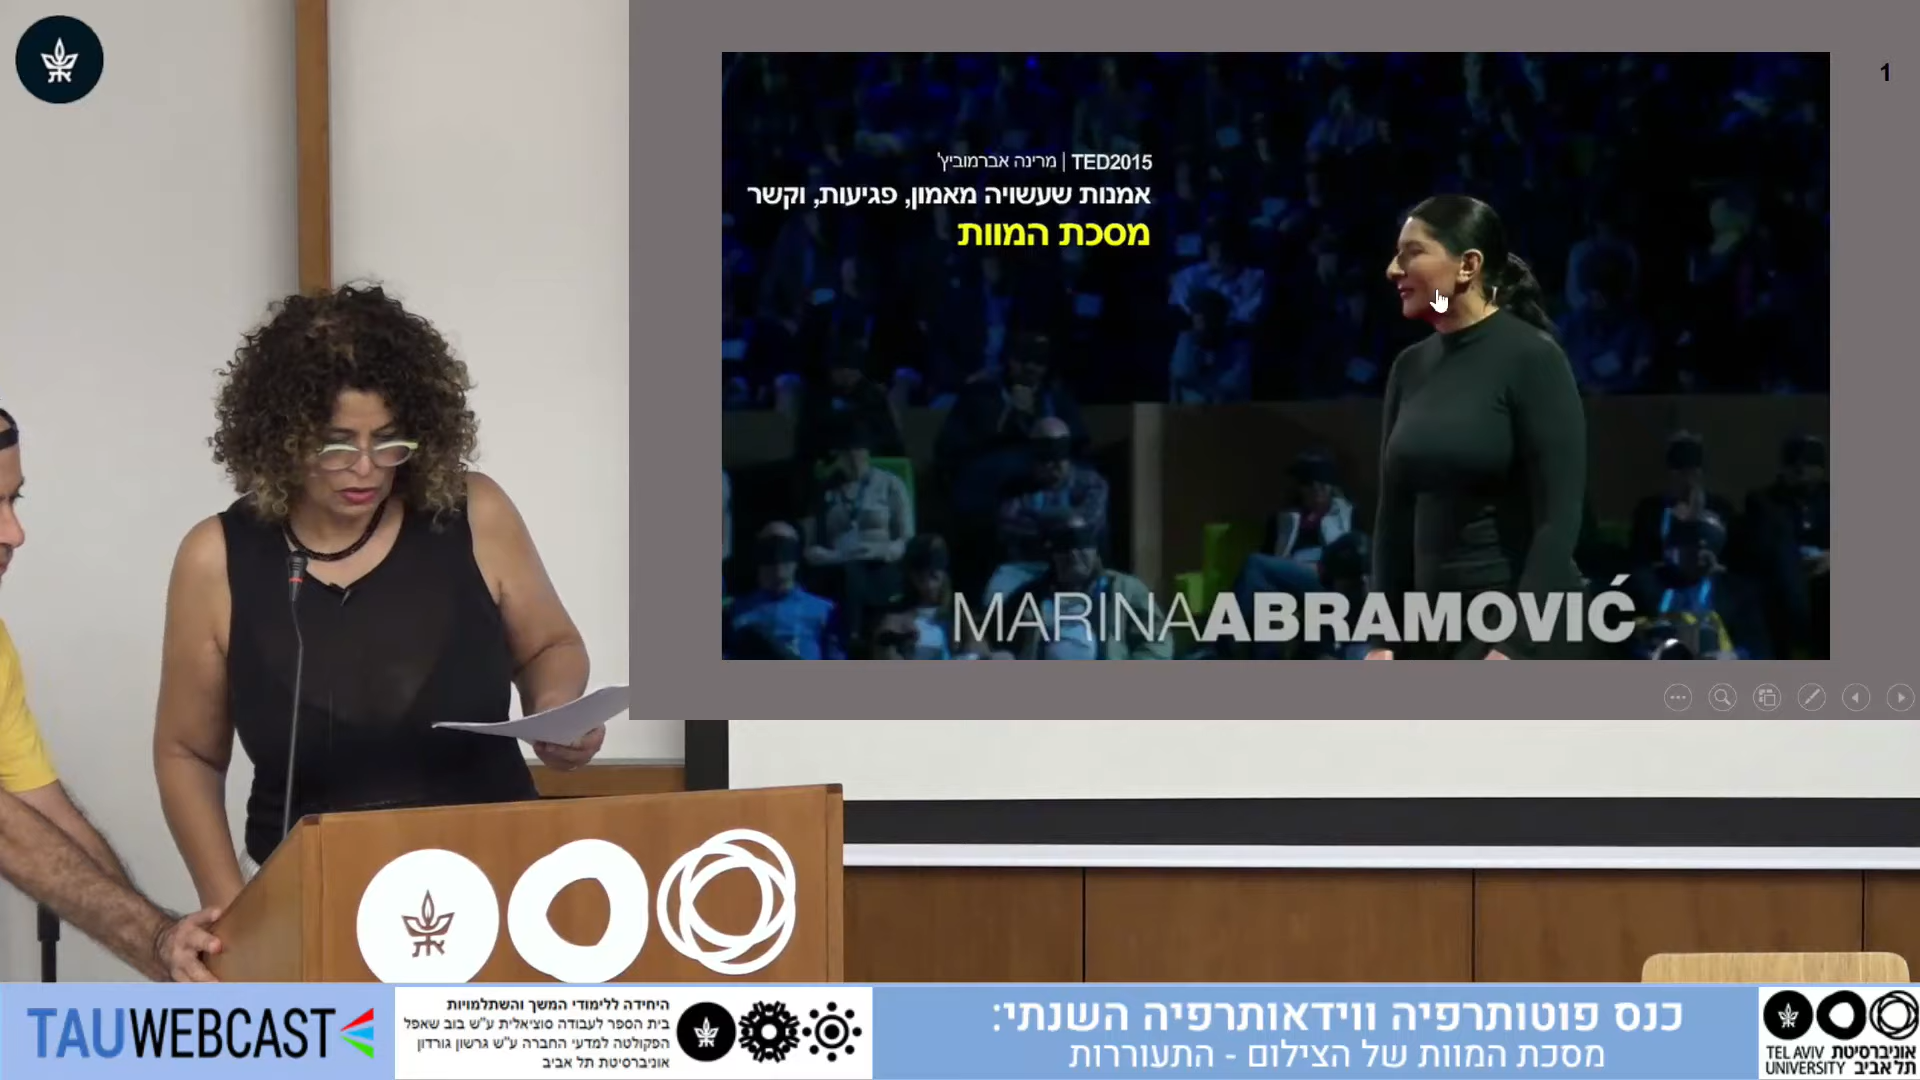 1
TED2015 | מרינה אברמוביץ'
אמנות שעשויה מאמון, פגיעות, וקשר
מסכת המוות
MARINA ABRAMOVIĆ
TAUWEBCAST
היחידה ללימודי המשך והשתלמויות
בית הספר לעבודה סוציאלית ע"ש בוב שאפל
הפקולטה למדעי החברה ע"ש גרשון גורדון
אוניברסיטת תל אביב
כנס פוטותרפיה ווידאותרפיה השנתי:
מסכת המוות של הצילום - התעוררות
TEL AVIV אוניברסיטת
UNIVERSITY תל אביב